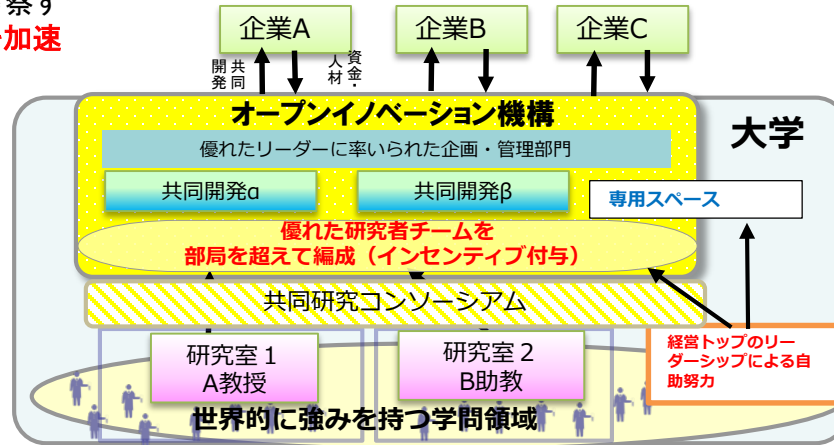 祭す
加速
企業A
企業B
企業C
共同
開発
資金・
人材
オープンイノベーション機構
大学
優れたリーダーに率いられた企画・管理部門
共同開発α
共同開発β
専用スペース
優れた研究者チームを
部局を超えて編成（インセンティブ付与）
共同研究コンソーシアム
研究室１
A教授
研究室２
B助教
経営トップのリー
ダーシップによる自
助努力
世界的に強みを持つ学問領域